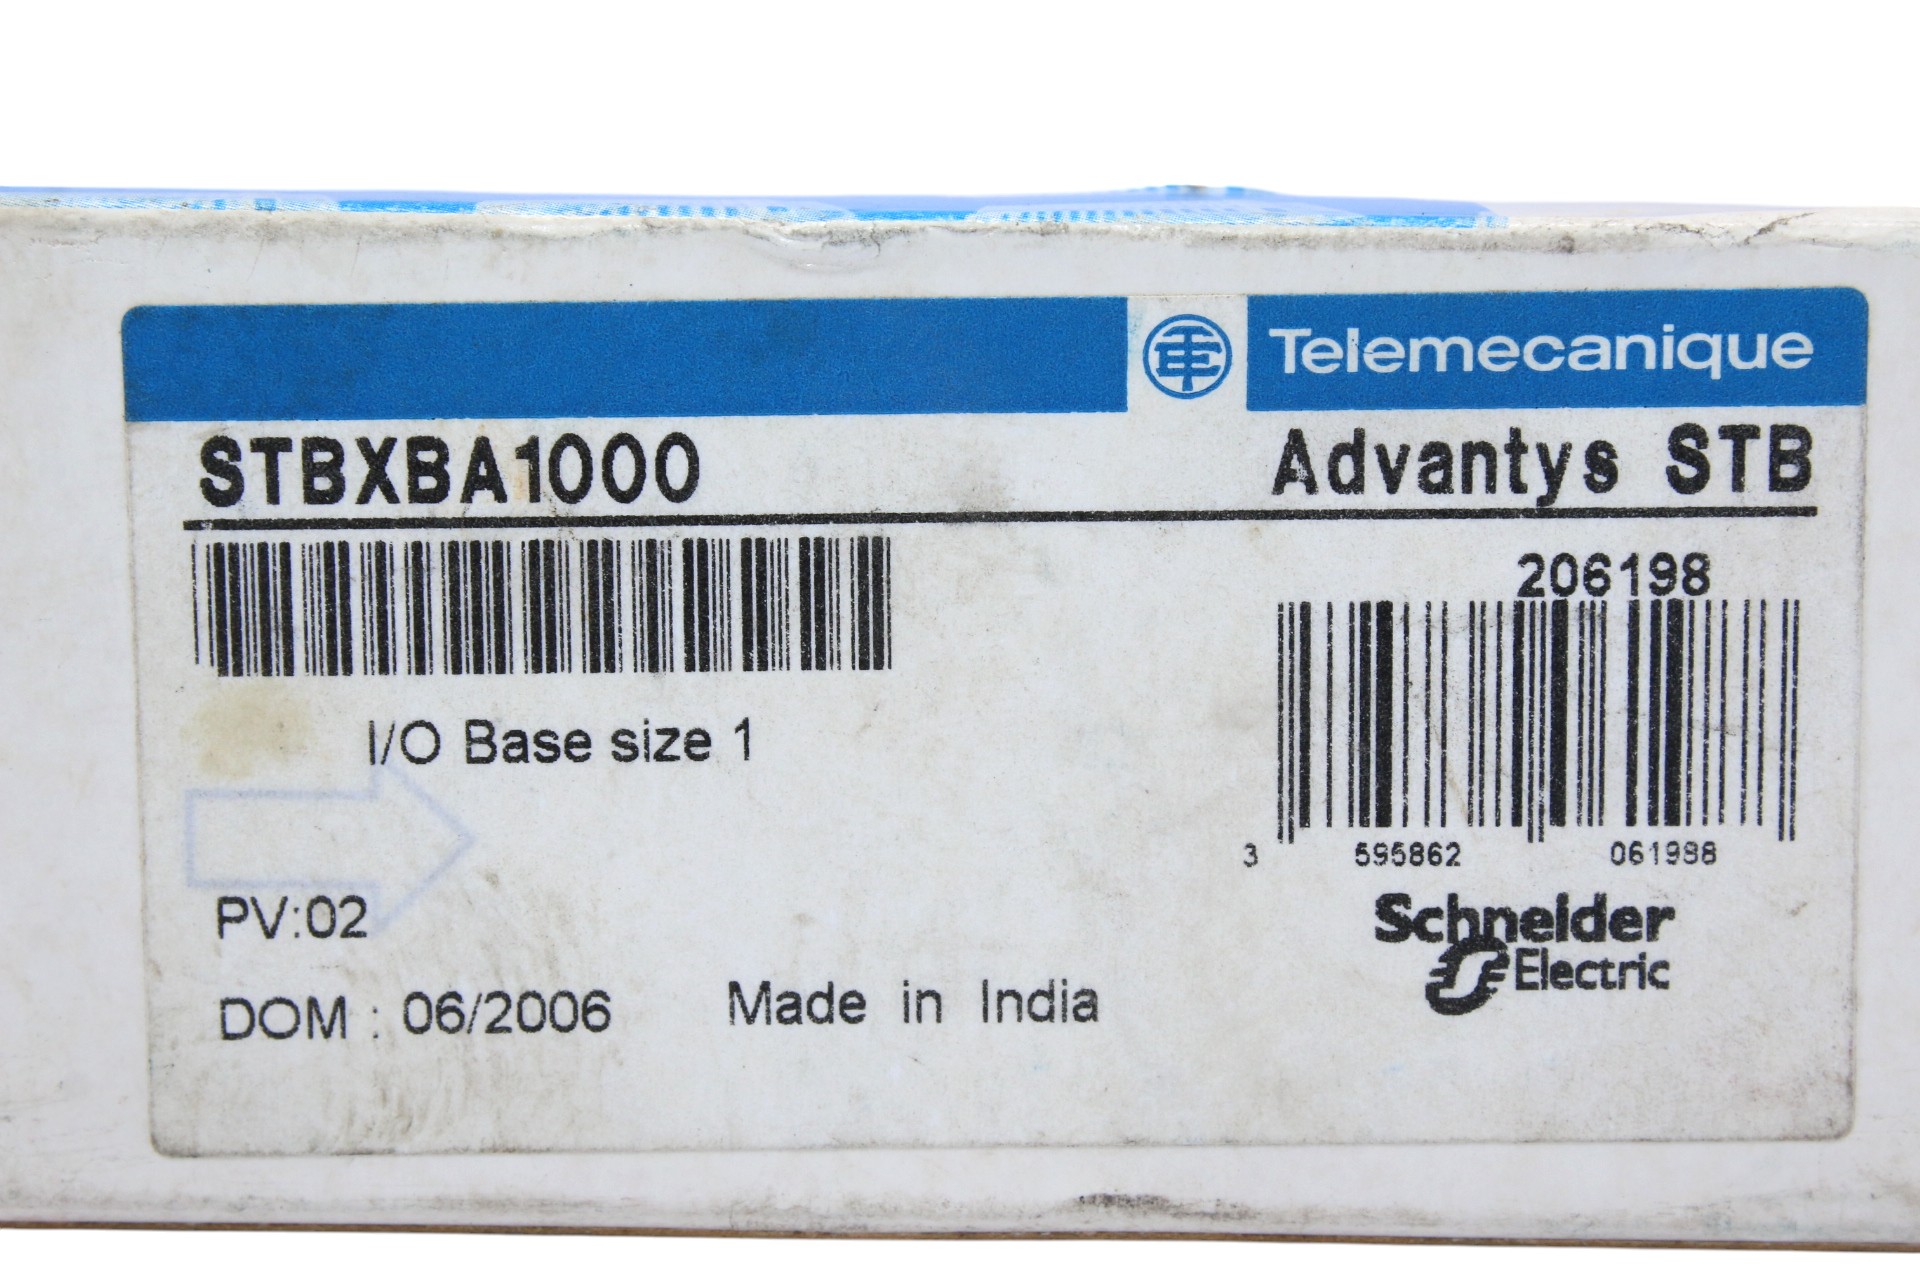 Telemecanique
STBXBA1000 Advantys STB
206198
I/O Base size 1
3 595862 061988
PV:02
Schneider
Electric
DOM : 06/2006 Made in India